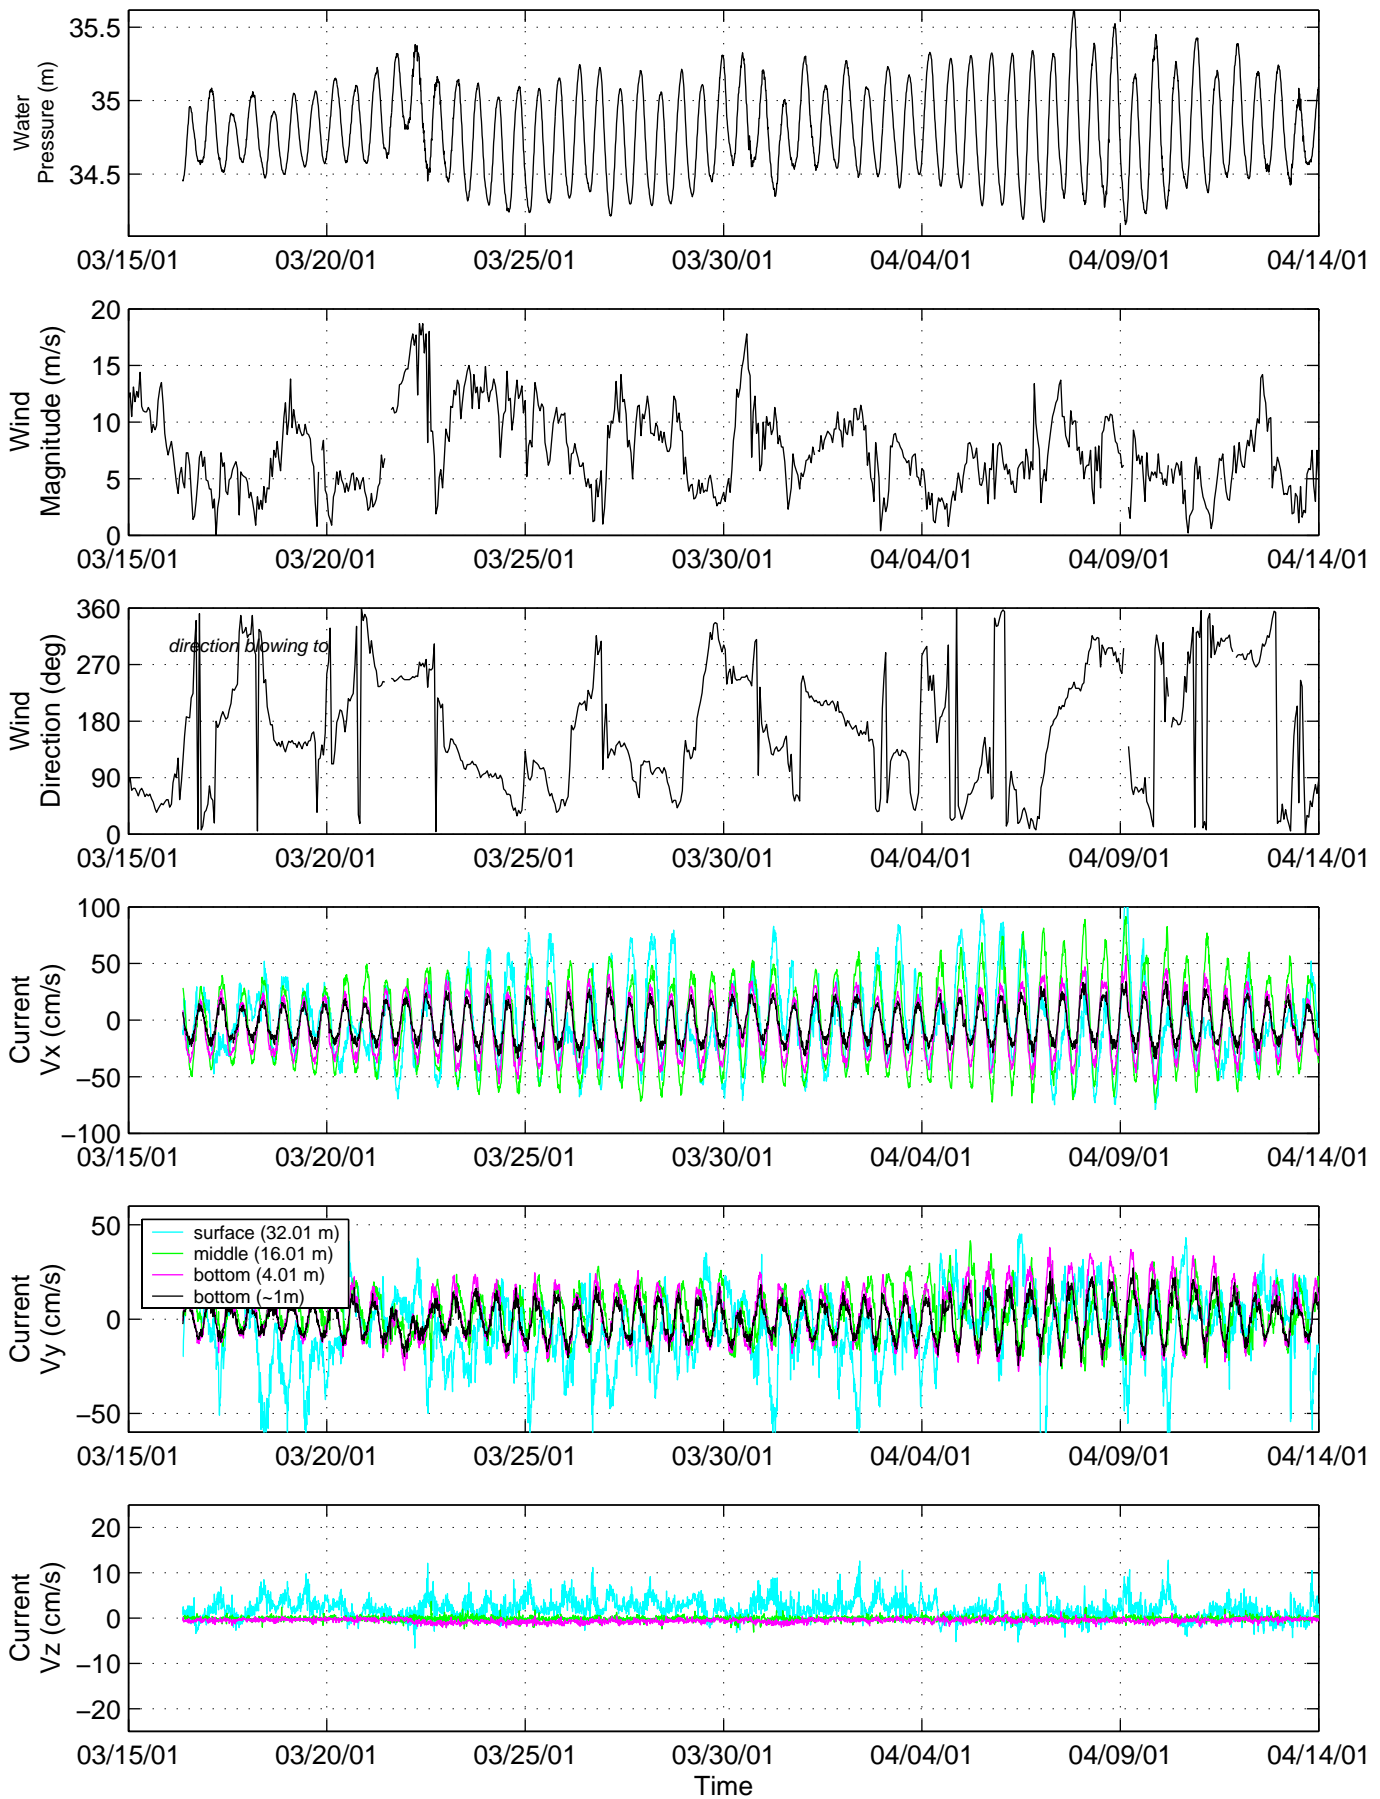 35.5
35
34.5
Water
Pressure (m)
03/15/01 03/20/01 03/25/01 03/30/01 04/04/01 04/09/01 04/14/01
20
15
10
5
0
Wind
Magnitude (m/s)
03/15/01 03/20/01 03/25/01 03/30/01 04/04/01 04/09/01 04/14/01
360
270
180
90
0
Wind
Direction (deg)
direction blowing to
03/15/01 03/20/01 03/25/01 03/30/01 04/04/01 04/09/01 04/14/01
100
50
0
−50
−100
Current
Vx (cm/s)
03/15/01 03/20/01 03/25/01 03/30/01 04/04/01 04/09/01 04/14/01
50
0
−50
Current
Vy (cm/s)
surface (32.01 m)
middle (16.01 m)
bottom (4.01 m)
bottom (~1m)
03/15/01 03/20/01 03/25/01 03/30/01 04/04/01 04/09/01 04/14/01
20
10
0
−10
−20
Current
Vz (cm/s)
03/15/01 03/20/01 03/25/01 03/30/01 04/04/01 04/09/01 04/14/01
Time